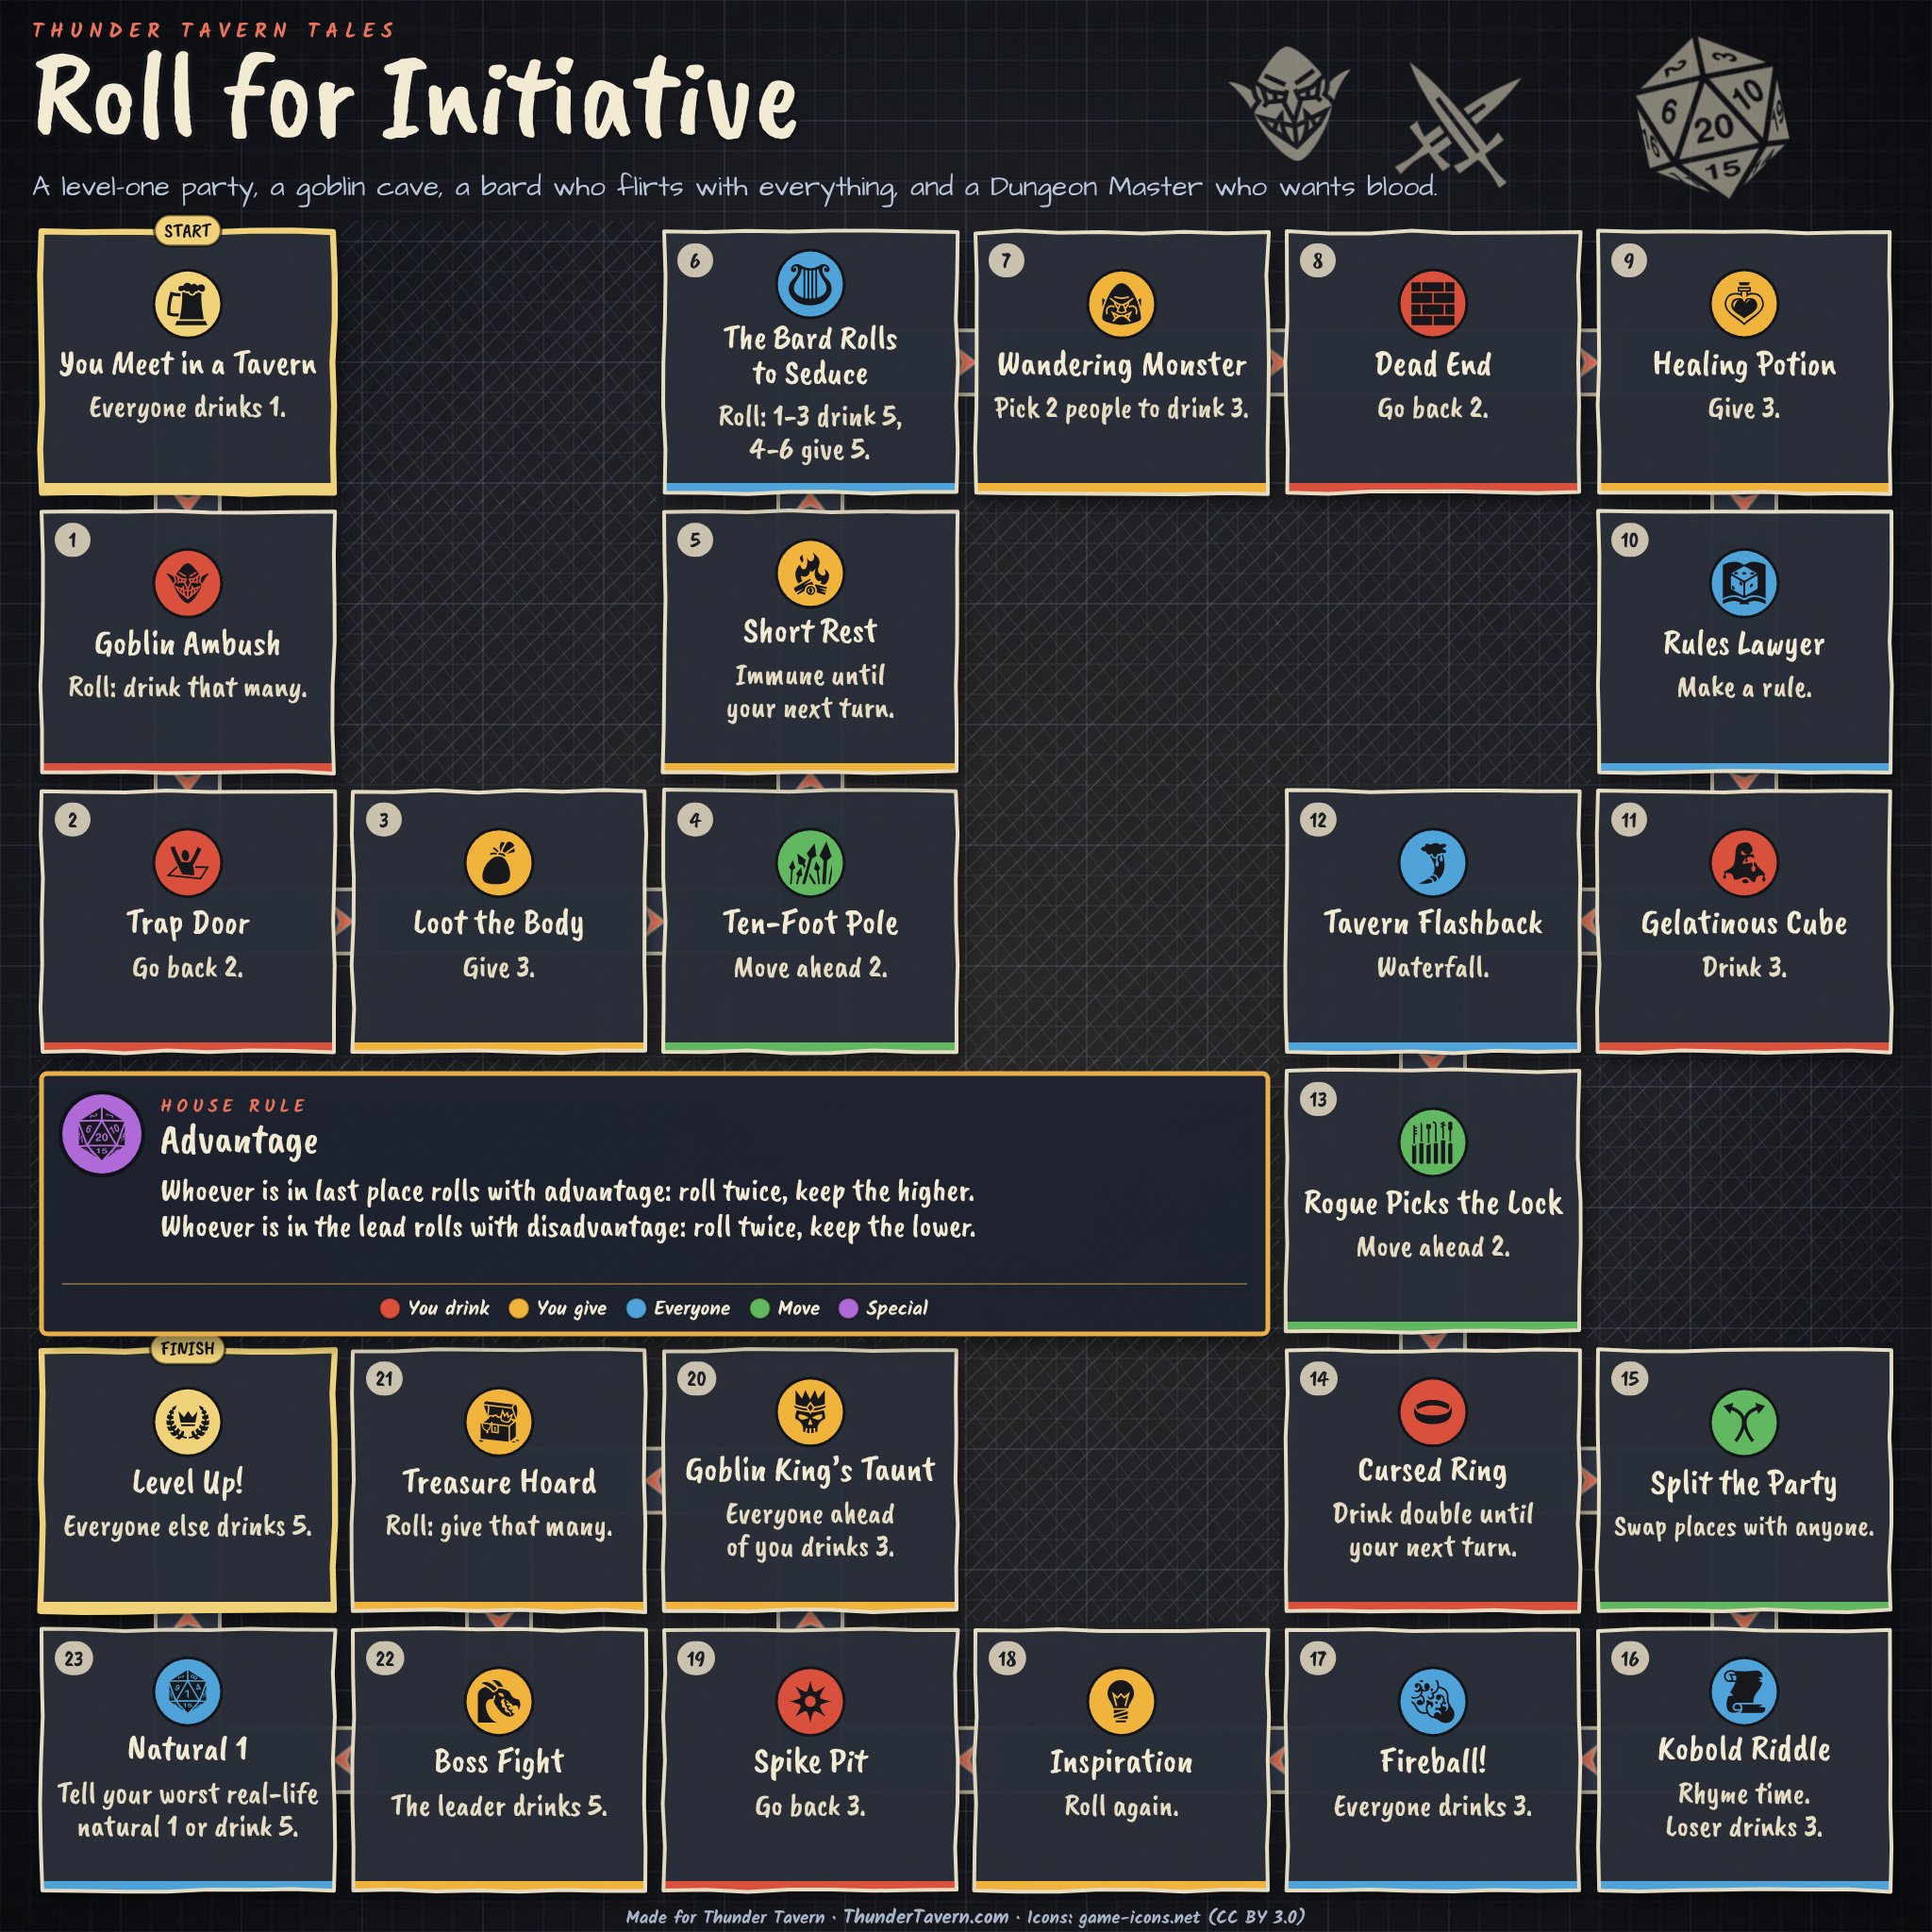 THUNDER TAVERN TALES
Roll for Initiative
A level-one party, a goblin cave, a bard who flirts with everything, and a Dungeon Master who wants blood.
2
3
6
10
20
19
16
15
START
You Meet in a Tavern
Everyone drinks 1.
6
The Bard Rolls
to Seduce
Roll: 1-3 drink 5,
4-6 give 5.
7
Wandering Monster
Pick 2 people to drink 3.
8
Dead End
Go back 2.
9
Healing Potion
Give 3.
1
Goblin Ambush
Roll: drink that many.
5
Short Rest
Immune until
your next turn.
10
Rules Lawyer
Make a rule.
2
Trap Door
Go back 2.
3
Loot the Body
Give 3.
4
Ten-Foot Pole
Move ahead 2.
12
Tavern Flashback
Waterfall.
11
Gelatinous Cube
Drink 3.
HOUSE RULE
Advantage
Whoever is in last place rolls with advantage: roll twice, keep the higher.
Whoever is in the lead rolls with disadvantage: roll twice, keep the lower.
You drink
You give
Everyone
Move
Special
13
Rogue Picks the Lock
Move ahead 2.
FINISH
Level Up!
Everyone else drinks 5.
21
Treasure Hoard
Roll: give that many.
20
Goblin King's Taunt
Everyone ahead
of you drinks 3.
14
Cursed Ring
Drink double until
your next turn.
15
Split the Party
Swap places with anyone.
23
Natural 1
Tell your worst real-life
natural 1 or drink 5.
22
Boss Fight
The leader drinks 5.
19
Spike Pit
Go back 3.
18
Inspiration
Roll again.
17
Fireball!
Everyone drinks 3.
16
Kobold Riddle
Rhyme time.
Loser drinks 3.
Made for Thunder Tavern · ThunderTavern.com · Icons: game-icons.net (CC BY 3.0)